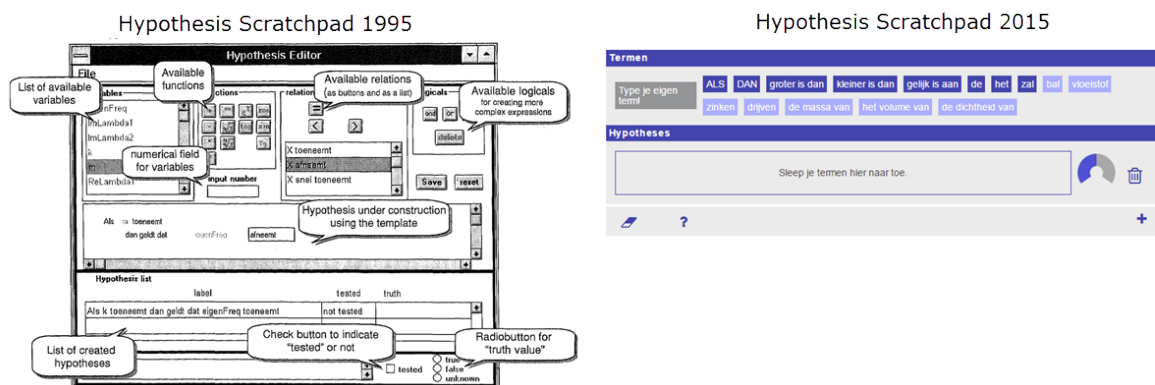 Hypothesis Scratchpad 1995
Hypothesis Editor
File
List of available
variables
Available
functions
Available relations
(as buttons and as a list)
Available logicals
for creating more
complex expressions
lmLambda1
lmLambda2
k
m
ReLambda1
numerical field
for variables
input number
=
<
>
X toeneemt
X afneemt
X snel toeneemt
and
or
delete
Save
reset
Als m toeneemt
dan geldt dat eigenFreq afneemt
Hypothesis under construction
using the template
Hypothesis list
label tested truth
Als k toeneemt dan geldt dat eigenFreq toeneemt not tested
List of created
hypotheses
Check button to indicate
"tested" or not
Radiobutton for
"truth value"
tested
true
false
unknown
Hypothesis Scratchpad 2015
Termen
Type je eigen
term!
ALS DAN groter is dan kleiner is dan gelijk is aan de het zal bal vloeistof
zinken drijven de massa van het volume van de dichtheid van
Hypotheses
Sleep je termen hier naar toe.
?
+